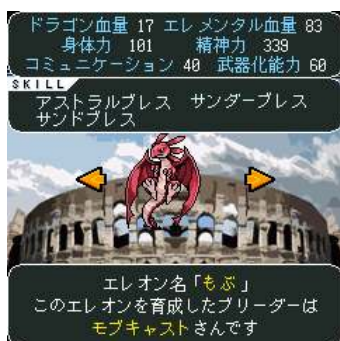 ドラゴン血量 17 エレメンタル血量 83
身体力 101 精神力 339
コミュニケーション 40 武器化能力 60
SKILL
アストラルブレス サンダーブレス
サンドブレス
エレオン名「もぶ」
このエレオンを育成したブリーダーは
モブキャストさんです